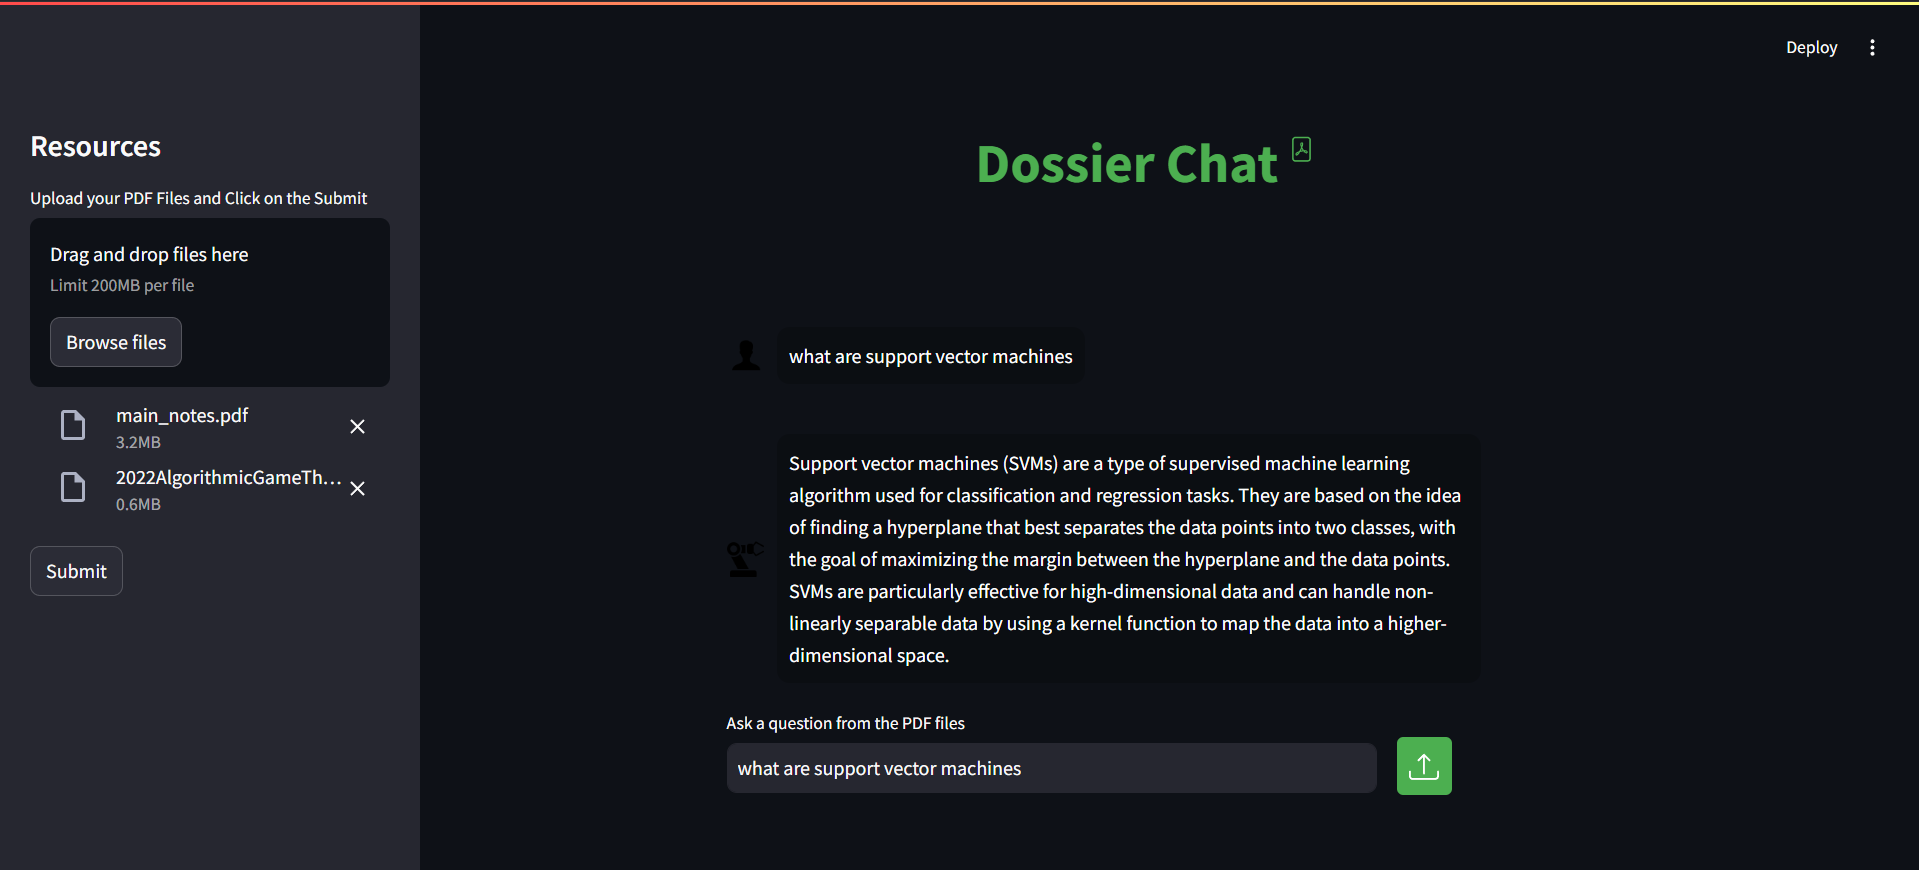 Deploy
Resources
Upload your PDF Files and Click on the Submit
Drag and drop files here
Limit 200MB per file
Browse files
main_notes.pdf
3.2MB
2022AlgorithmicGameTh...
0.6MB
Submit
Dossier Chat
what are support vector machines
Support vector machines (SVMs) are a type of supervised machine learning
algorithm used for classification and regression tasks. They are based on the idea
of finding a hyperplane that best separates the data points into two classes, with
the goal of maximizing the margin between the hyperplane and the data points.
SVMs are particularly effective for high-dimensional data and can handle non-
linearly separable data by using a kernel function to map the data into a higher-
dimensional space.
Ask a question from the PDF files
what are support vector machines